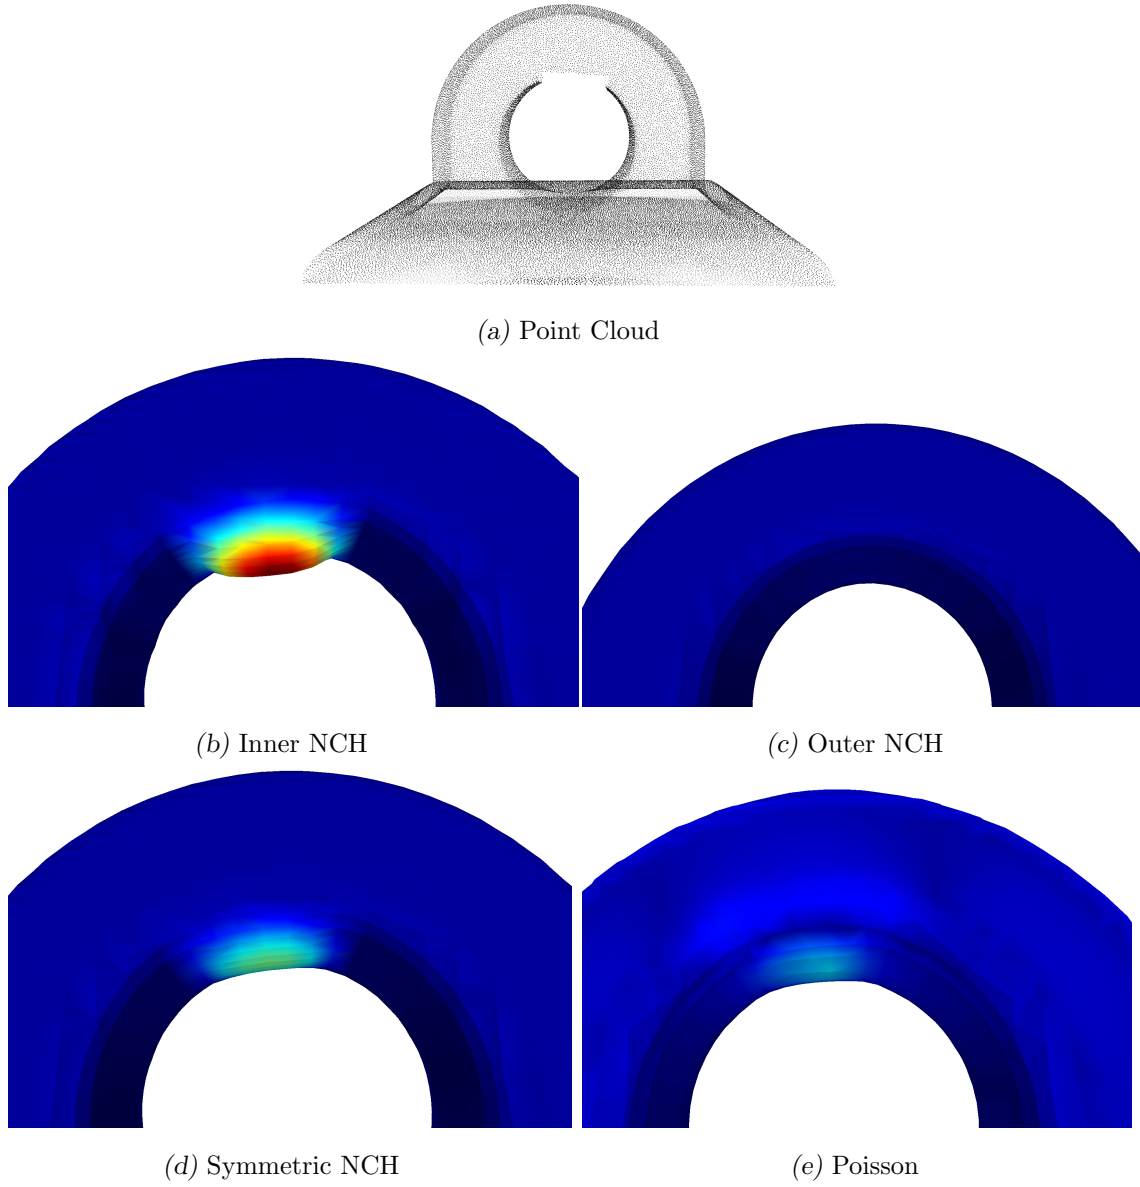 (a) Point Cloud
(b) Inner NCH
(c) Outer NCH
(d) Symmetric NCH
(e) Poisson